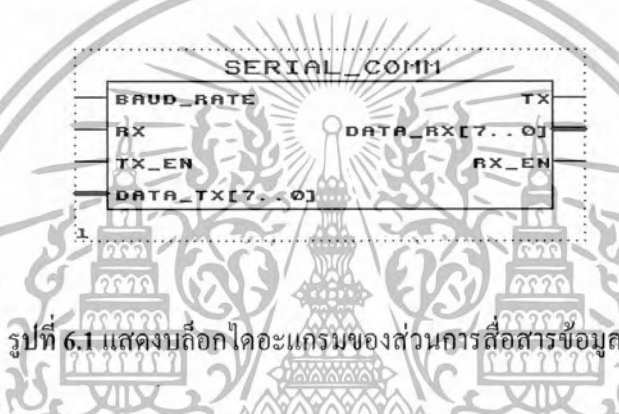 SERIAL_COMM
BAUD_RATE TX
RX DATA_RX[7..0]
TX_EN RX_EN
DATA_TX[7..0]
1
รูปที่ 6.1 แสดงบล็อกไดอะแกรมของส่วนการสื่อสารข้อมูล